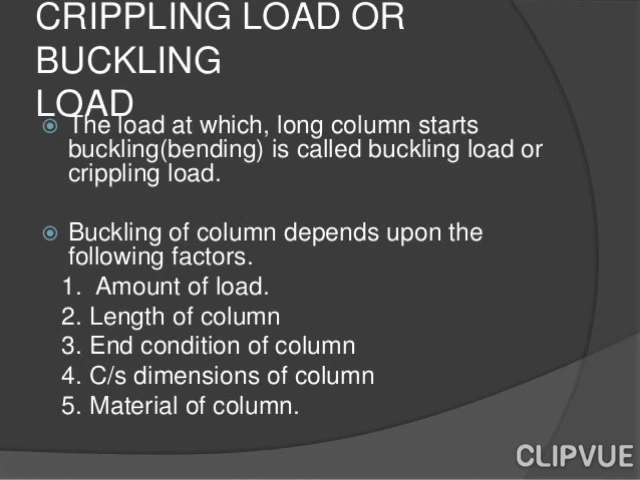 CRIPPLING LOAD OR
BUCKLING
LOAD
The load at which, long column starts
buckling(bending) is called buckling load or
crippling load.
Buckling of column depends upon the
following factors.
1. Amount of load.
2. Length of column
3. End condition of column
4. C/s dimensions of column
5. Material of column.
CLIPVUE